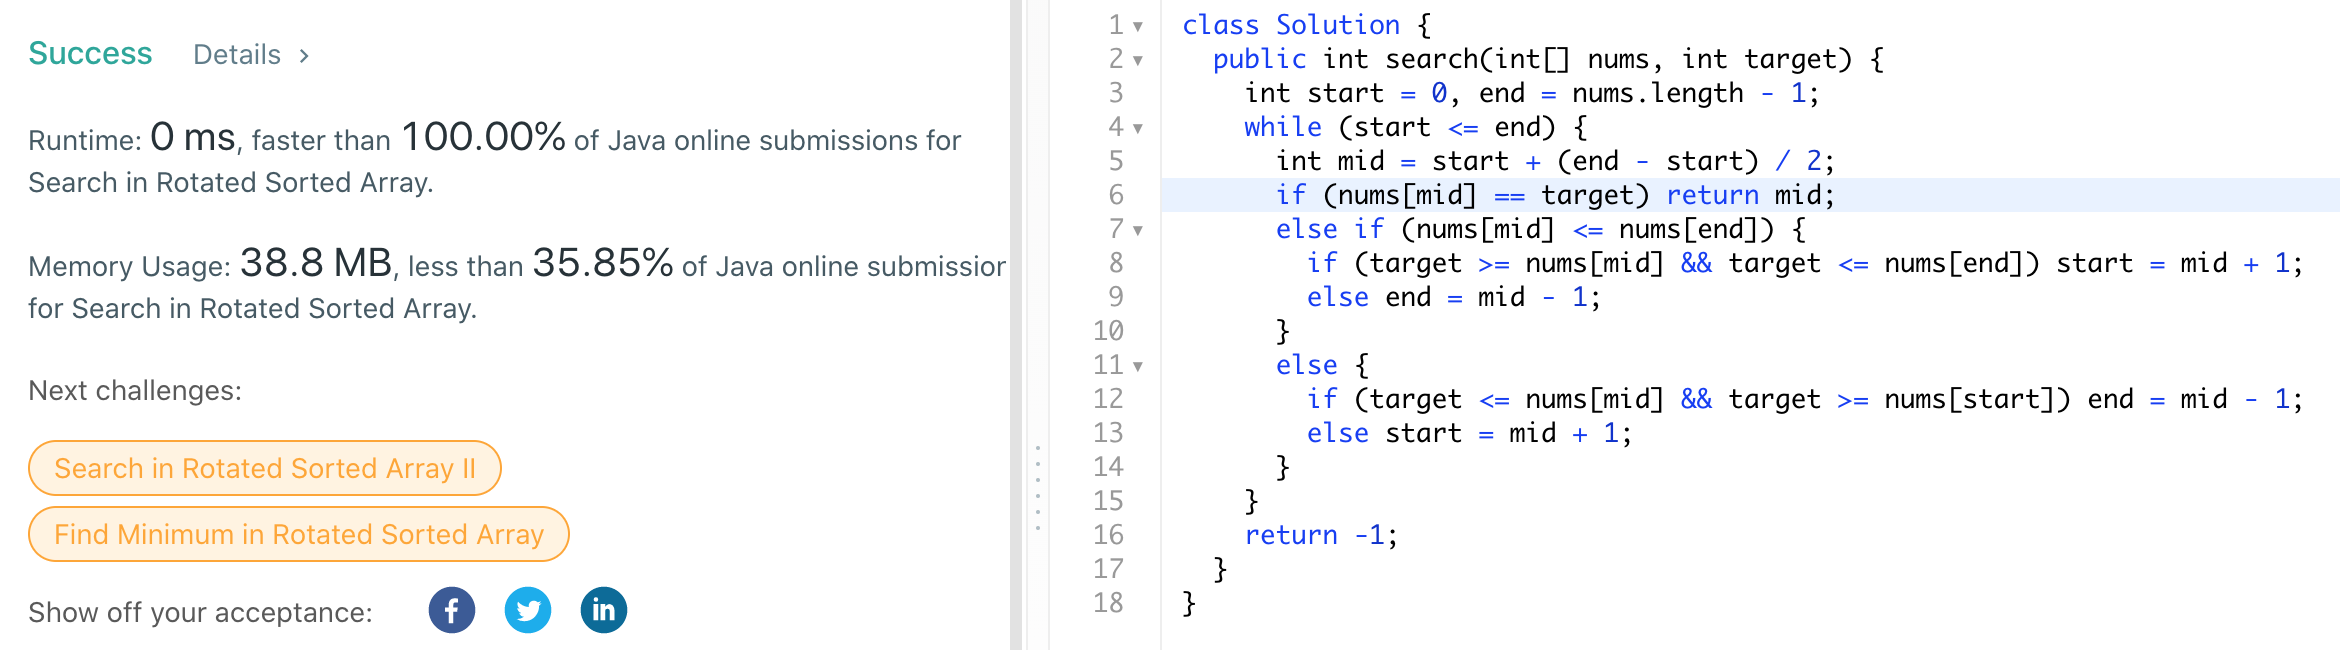 Success Details >
Runtime: 0 ms, faster than 100.00% of Java online submissions for
Search in Rotated Sorted Array.
Memory Usage: 38.8 MB, less than 35.85% of Java online submission
for Search in Rotated Sorted Array.
Next challenges:
Search in Rotated Sorted Array II
Find Minimum in Rotated Sorted Array
Show off your acceptance: f in
1 class Solution {
2 public int search(int[] nums, int target) {
3 int start = 0, end = nums.length - 1;
4 while (start <= end) {
5 int mid = start + (end - start) / 2;
6 if (nums[mid] == target) return mid;
7 else if (nums[mid] <= nums[end]) {
8 if (target >= nums[mid] && target <= nums[end]) start = mid + 1;
9 else end = mid - 1;
10 }
11 else {
12 if (target <= nums[mid] && target >= nums[start]) end = mid - 1;
13 else start = mid + 1;
14 }
15 }
16 return -1;
17 }
18 }